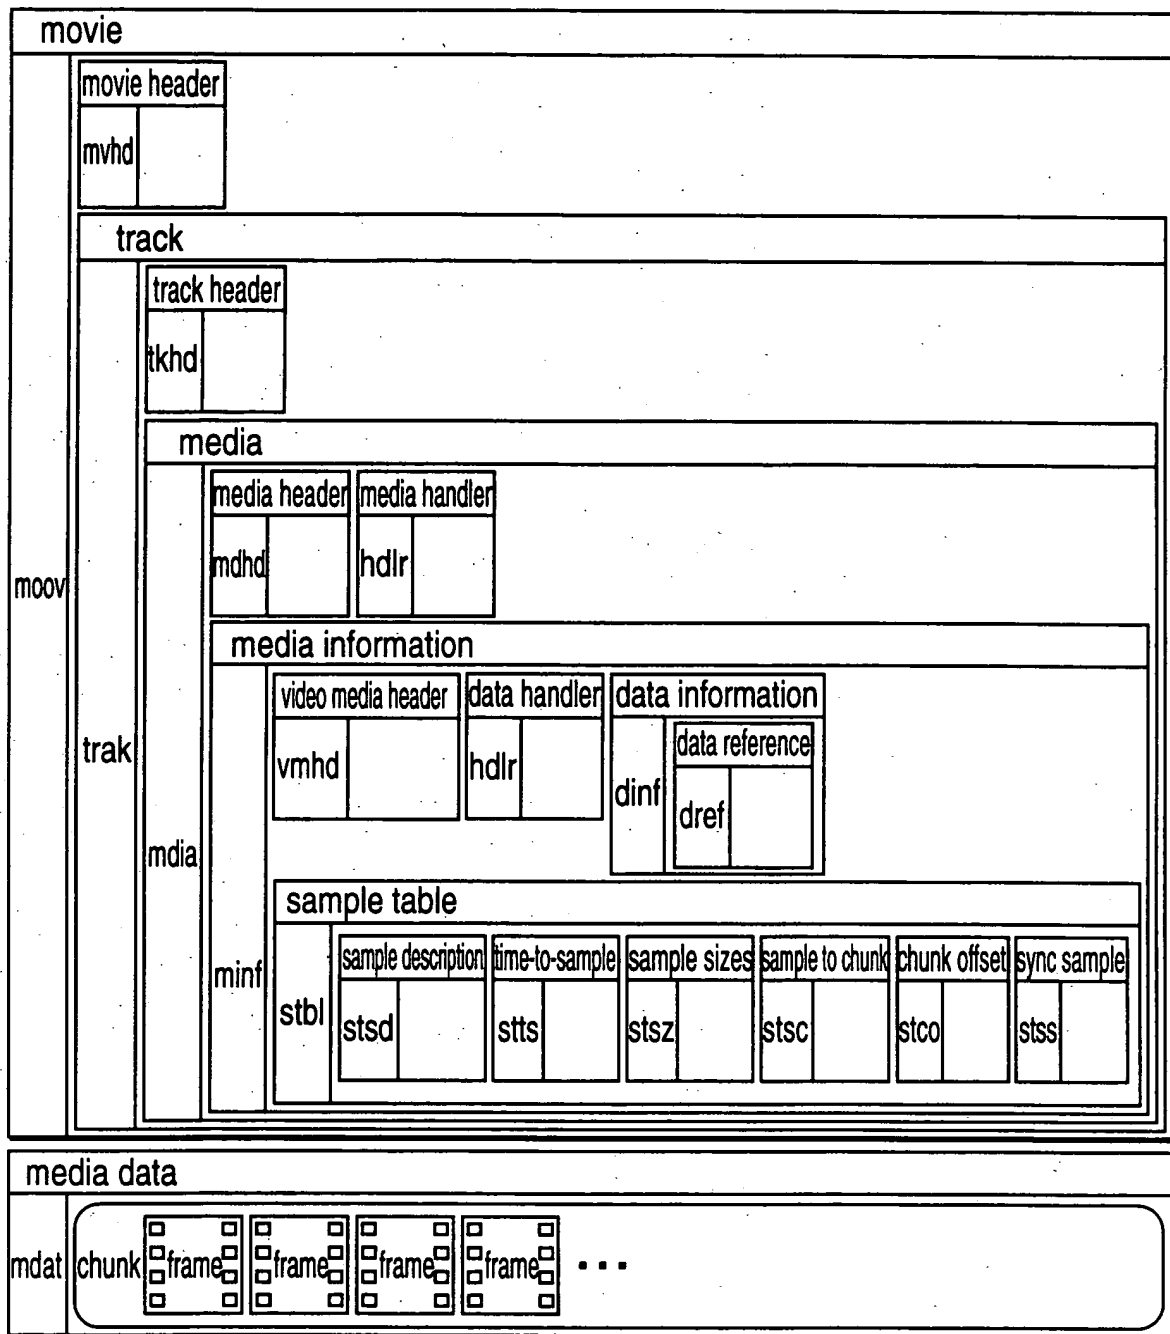 movie
movie header
mvhd
track
track header
tkhd
media
media header media handler
mdhd hdlr
moov
media information
video media header data handler data information
data reference
trak
vmhd hdlr
dinf
dref
mdia
sample table
sample description time-to-sample sample sizes sample to chunk chunk offset sync sample
minf
stbl
stsd stts stsz stsc stco stss
media data
mdat chunk frame frame frame frame ...